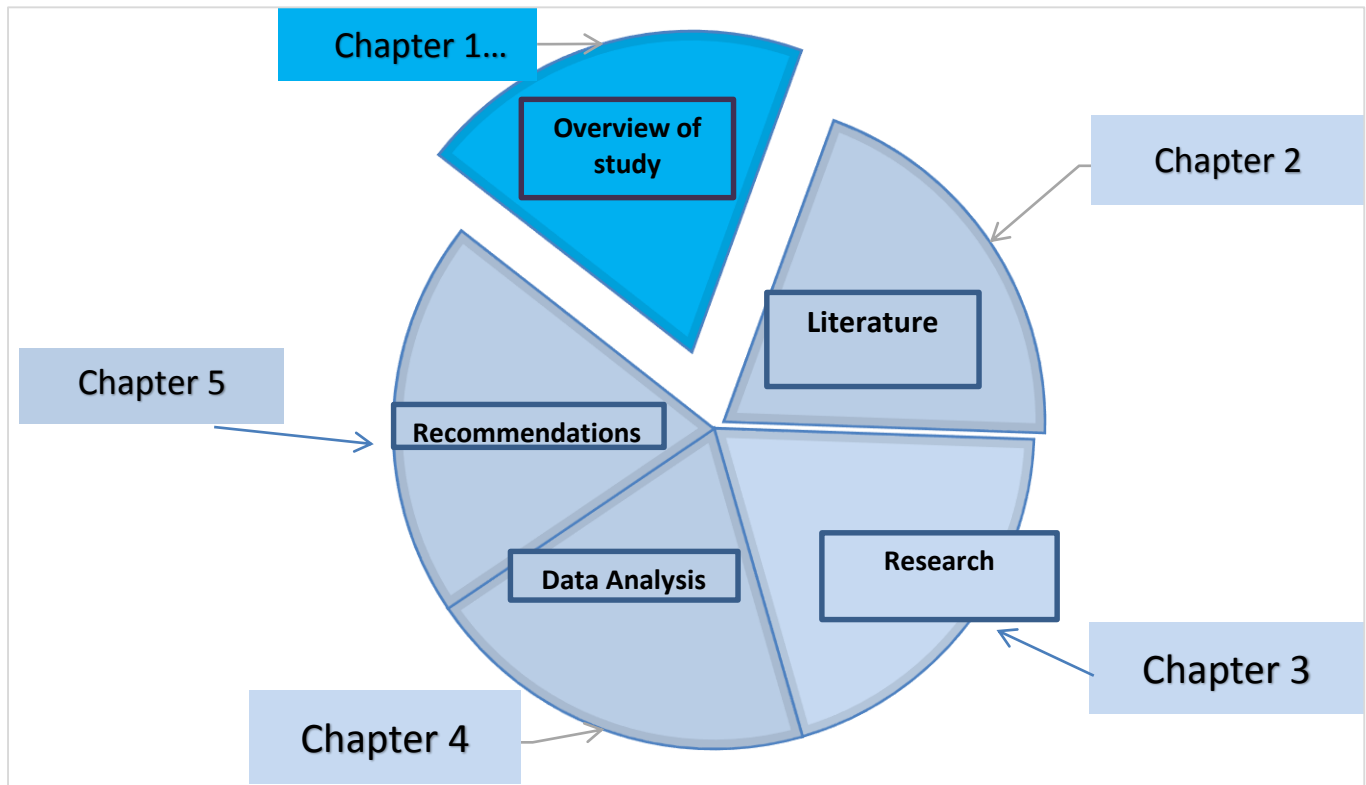 Chapter 1…
Overview of
study
Chapter 2
Literature
Chapter 5
Recommendations
Research
Data Analysis
Chapter 3
Chapter 4